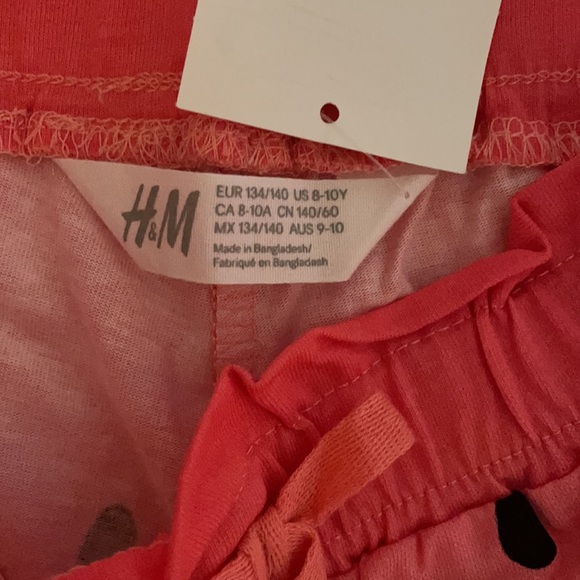 H&M
EUR 134/140 US 8-10Y
CA 8-10A CN 140/60
MX 134/140 AUS 9-10
Made in Bangladesh/
Fabriqué en Bangladesh